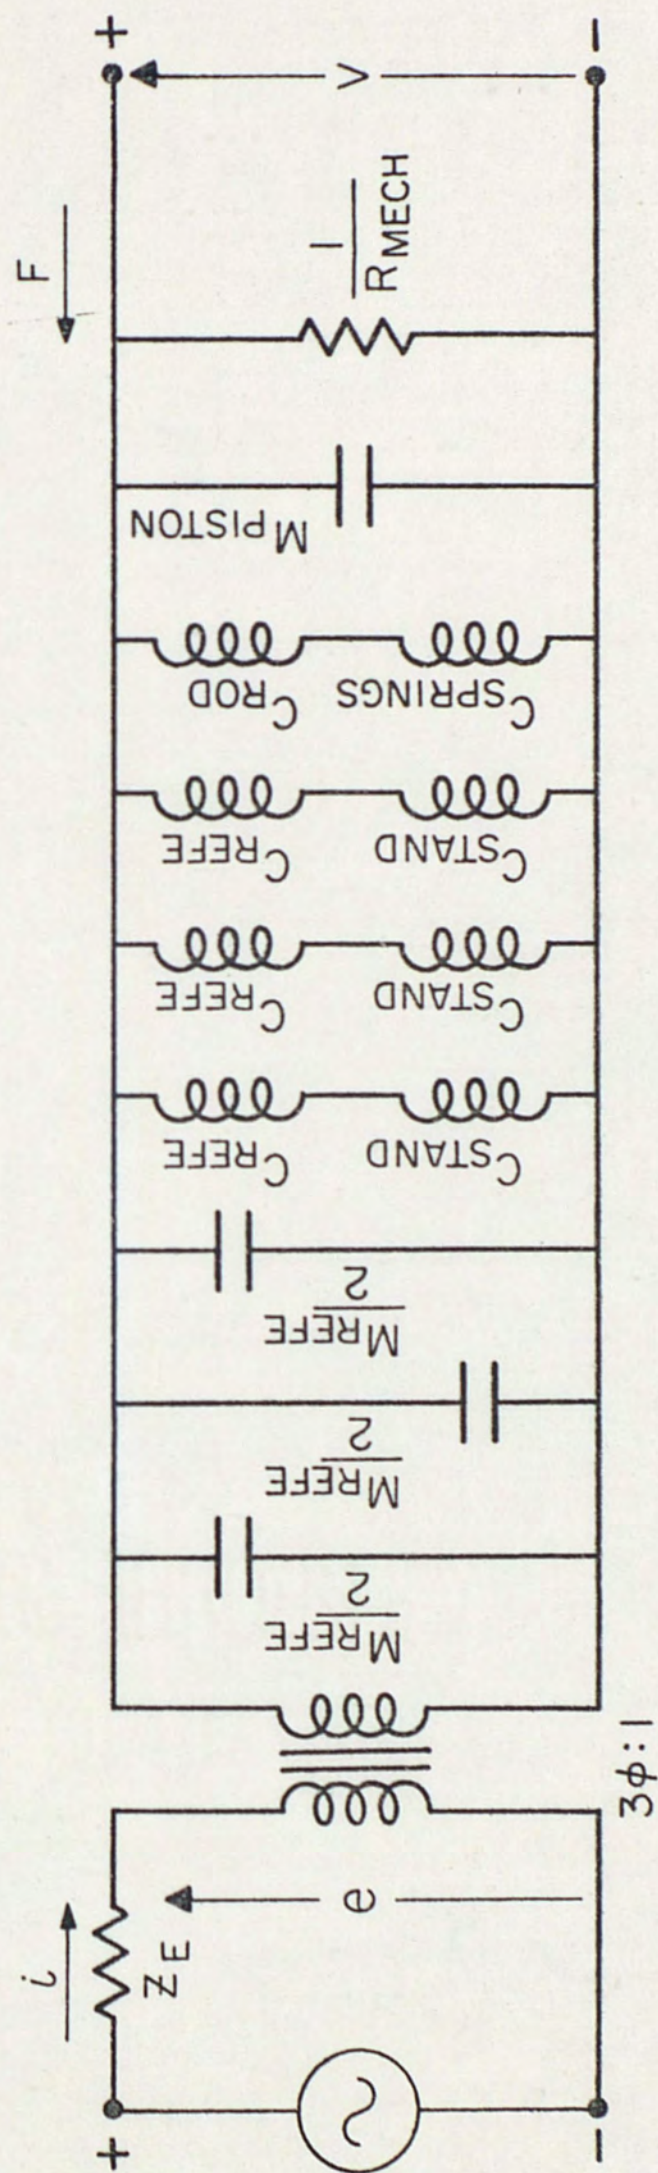 +
-
V
F
1
R MECH
M PISTON
C ROD
C SPRINGS
C REFE
C STAND
C REFE
C STAND
C REFE
C STAND
M REFE
2
M REFE
2
M REFE
2
3φ:1
e
i
Z E
+
-